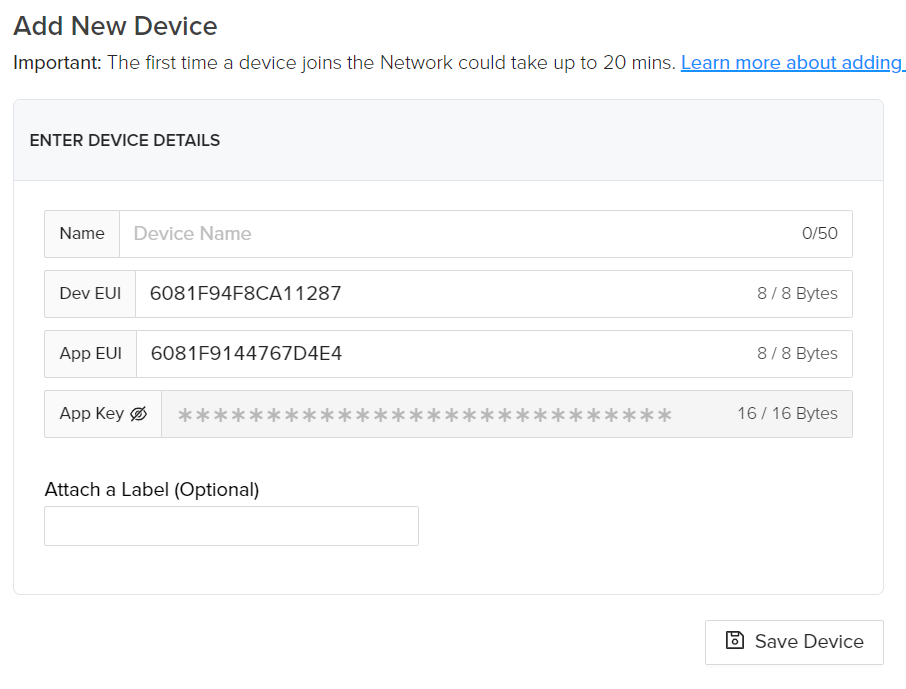 Add New Device
Important: The first time a device joins the Network could take up to 20 mins. Learn more about adding
ENTER DEVICE DETAILS
Name Device Name 0/50
Dev EUI 6081F94F8CA11287 8 / 8 Bytes
App EUI 6081F9144767D4E4 8 / 8 Bytes
App Key **************************** 16 / 16 Bytes
Attach a Label (Optional)
Save Device